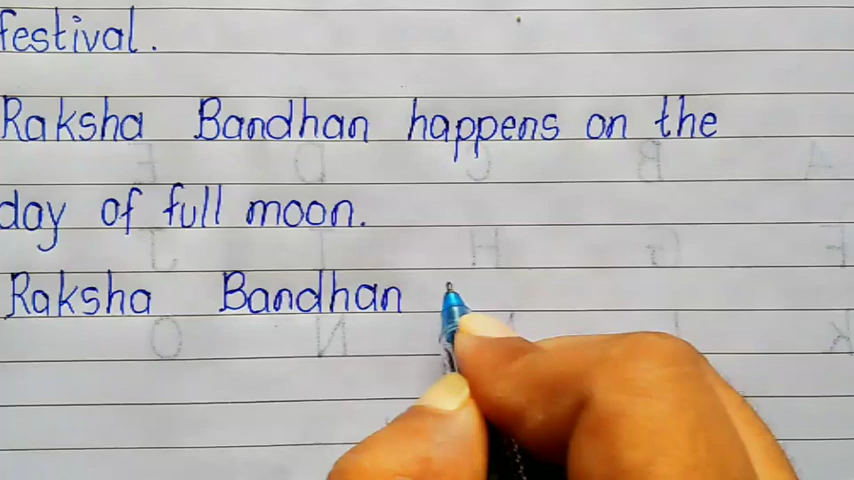 festival.
Raksha Bandhan happens on the
day of full moon.
Raksha Bandhan